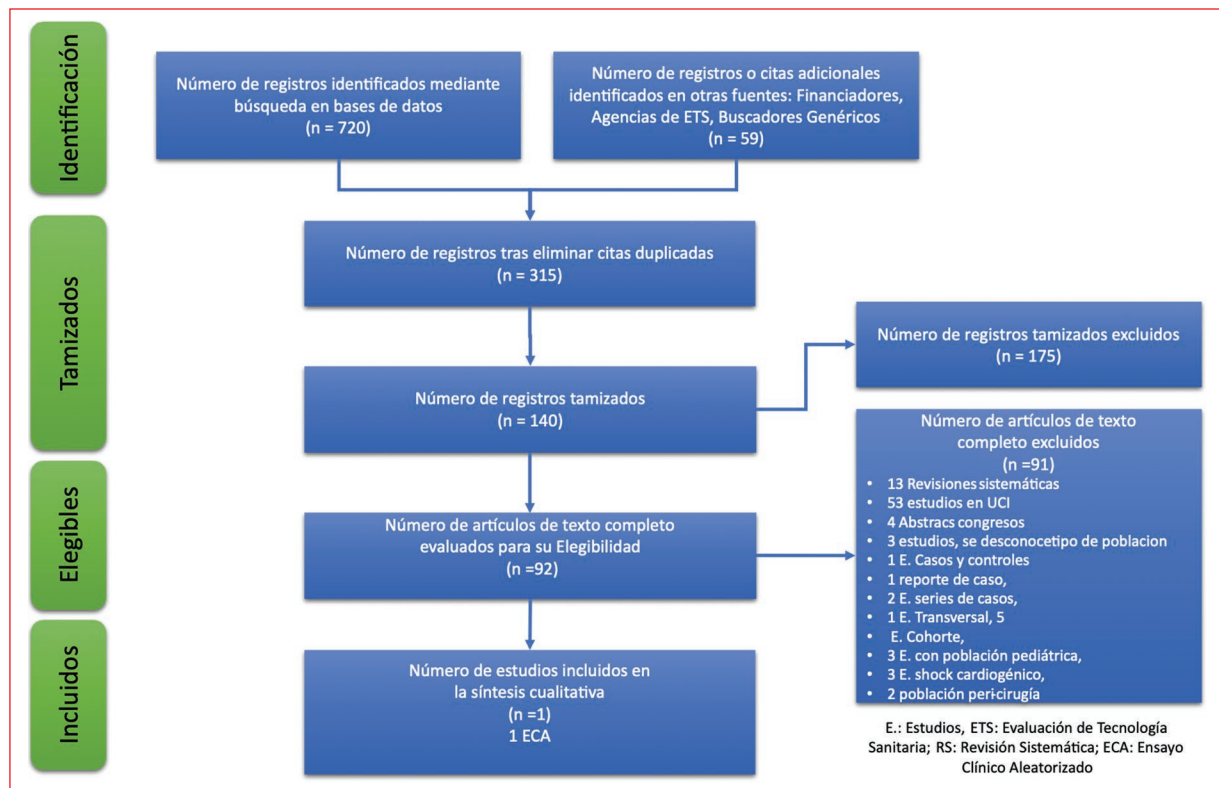 Identificación
Número de registros identificados mediante
búsqueda en bases de datos
(n = 720)
Número de registros o citas adicionales
identificados en otras fuentes: Financiadores,
Agencias de ETS, Buscadores Genéricos
(n = 59)
Tamizados
Número de registros tras eliminar citas duplicadas
(n = 315)
Número de registros tamizados
(n = 140)
Número de registros tamizados excluidos
(n = 175)
Elegibles
Número de artículos de texto completo
evaluados para su Elegibilidad
(n =92)
Número de artículos de texto
completo excluidos
(n =91)
• 13 Revisiones sistemáticas
• 53 estudios en UCI
• 4 Abstracs congresos
• 3 estudios, se desconocetipo de poblacion
• 1 E. Casos y controles
• 1 reporte de caso,
• 2 E. series de casos,
• 1 E. Transversal, 5
• E. Cohorte,
• 3 E. con población pediátrica,
• 3 E. shock cardiogénico,
• 2 población peri-cirugía
Incluidos
Número de estudios incluidos en
la síntesis cualitativa
(n =1)
1 ECA
E.: Estudios, ETS: Evaluación de Tecnología
Sanitaria; RS: Revisión Sistemática; ECA: Ensayo
Clínico Aleatorizado